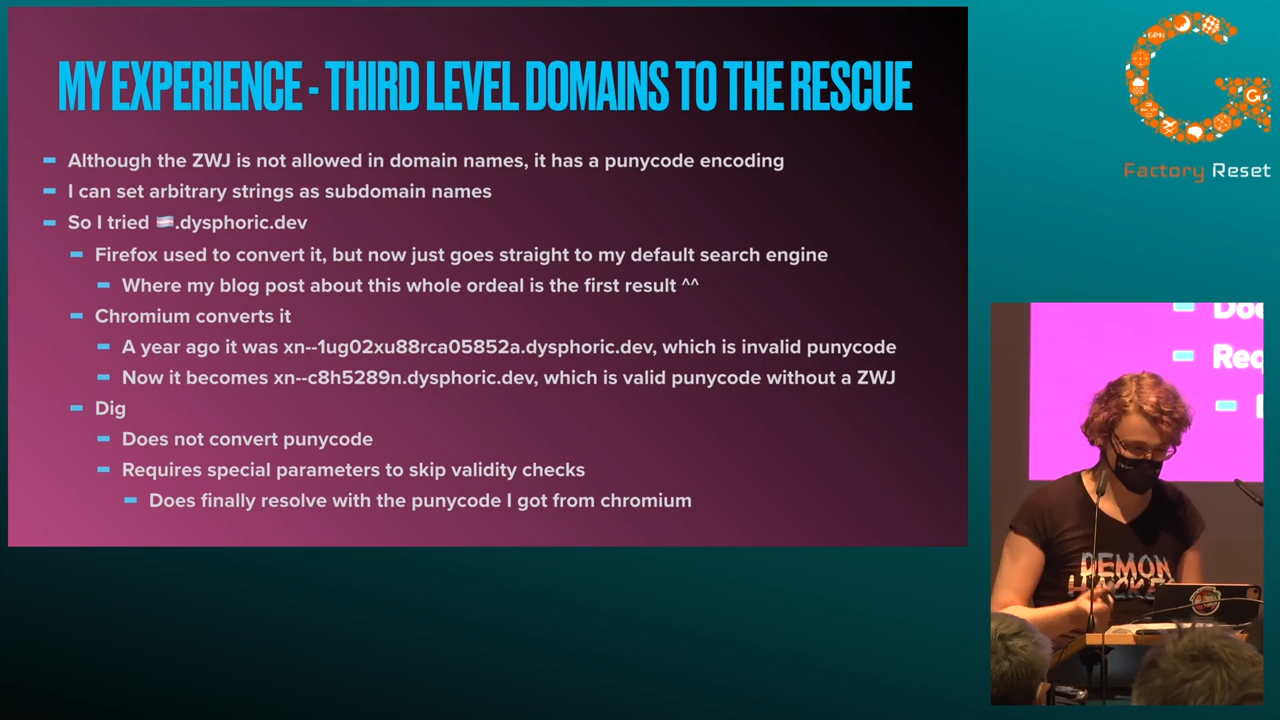 MY EXPERIENCE - THIRD LEVEL DOMAINS TO THE RESCUE
Although the ZWJ is not allowed in domain names, it has a punycode encoding
I can set arbitrary strings as subdomain names
So I tried 🏳️‍⚧️.dysphoric.dev
Firefox used to convert it, but now just goes straight to my default search engine
Where my blog post about this whole ordeal is the first result ^^
Chromium converts it
A year ago it was xn--1ug02xu88rca05852a.dysphoric.dev, which is invalid punycode
Now it becomes xn--c8h5289n.dysphoric.dev, which is valid punycode without a ZWJ
Dig
Does not convert punycode
Requires special parameters to skip validity checks
Does finally resolve with the punycode I got from chromium
GPN
G
Factory Reset
DEMON
HACKER